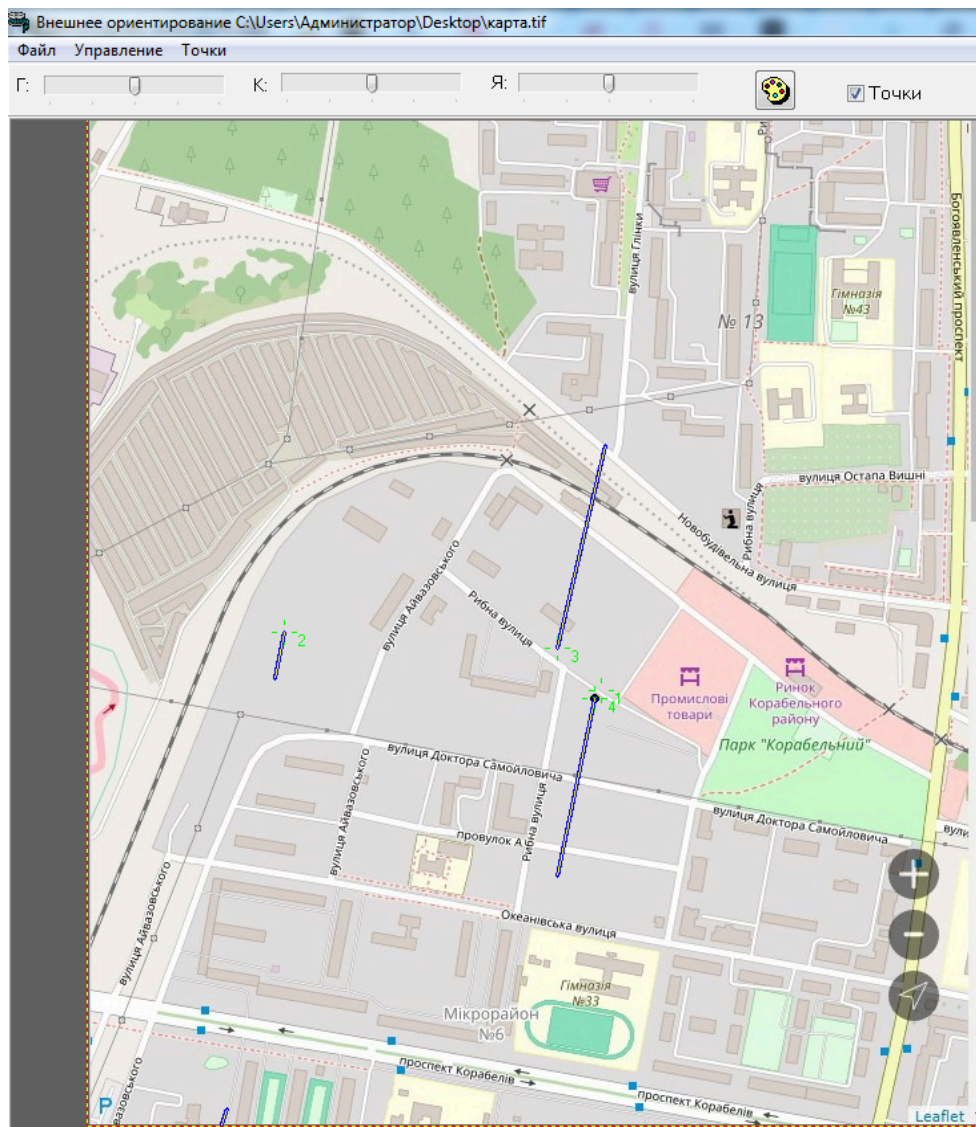 Внешнее ориентирование C:\Users\Администратор\Desktop\карта.tif
Файл Управление Точки
Г: К: Я: Точки
вулиця Глінки
Богоявленський проспект
Гімназія
№43
№ 13
вулиця Остапа Вишні
Рибна вулиця
Новобудівельна вулиця
вулиця Айвазовського
Рибна вулиця
2
3
1
4
Промислові
товари
Ринок
Корабельного
району
Парк "Корабельний"
вулиця Доктора Самойловича
вулиця Айвазовського
Рибна вулиця
провулок А
вулиця Доктора Самойловича
вули
вулиця Айвазовського
Океанівська вулиця
Гімназія
№33
Мікрорайон
№6
проспект Корабелів
проспект Корабелів
Р
Leaflet